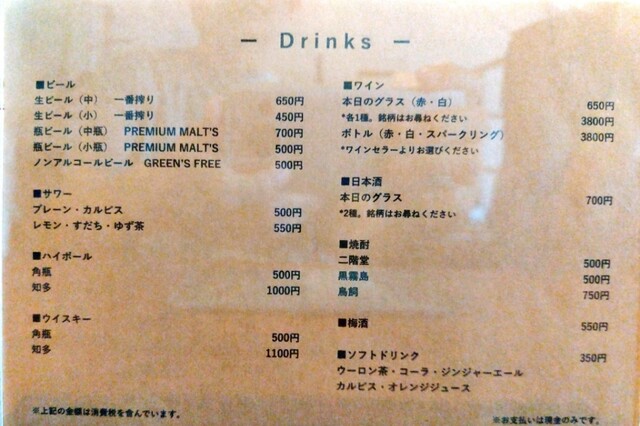 — Drinks —
■ビール
生ビール（中） 一番搾り 650円
生ビール（小） 一番搾り 450円
瓶ビール（中瓶） PREMIUM MALT'S 700円
瓶ビール（小瓶） PREMIUM MALT'S 500円
ノンアルコールビール GREEN'S FREE 500円
■サワー
プレーン・カルピス 500円
レモン・すだち・ゆず茶 550円
■ハイボール
角瓶 500円
知多 1000円
■ウイスキー
角瓶 500円
知多 1100円
※上記の金額は消費税を含んでいます。
■ワイン
本日のグラス（赤・白） 650円
*各1種。銘柄はお尋ねください 3800円
ボトル（赤・白・スパークリング） 3800円
*ワインセラーよりお選びください
■日本酒
本日のグラス 700円
*2種。銘柄はお尋ねください
■焼酎
二階堂 500円
黒霧島 500円
鳥飼 750円
■梅酒 550円
■ソフトドリンク 350円
ウーロン茶・コーラ・ジンジャーエール
カルピス・オレンジジュース
※お支払いは現金のみです。